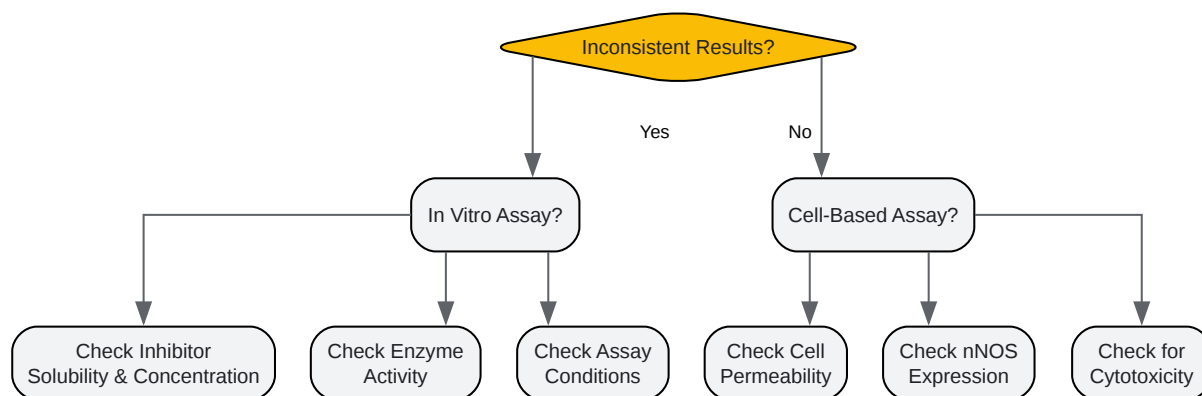 Inconsistent Results?
Yes
No
In Vitro Assay?
Cell-Based Assay?
Check Inhibitor
Solubility & Concentration
Check Enzyme
Activity
Check Assay
Conditions
Check Cell
Permeability
Check nNOS
Expression
Check for
Cytotoxicity